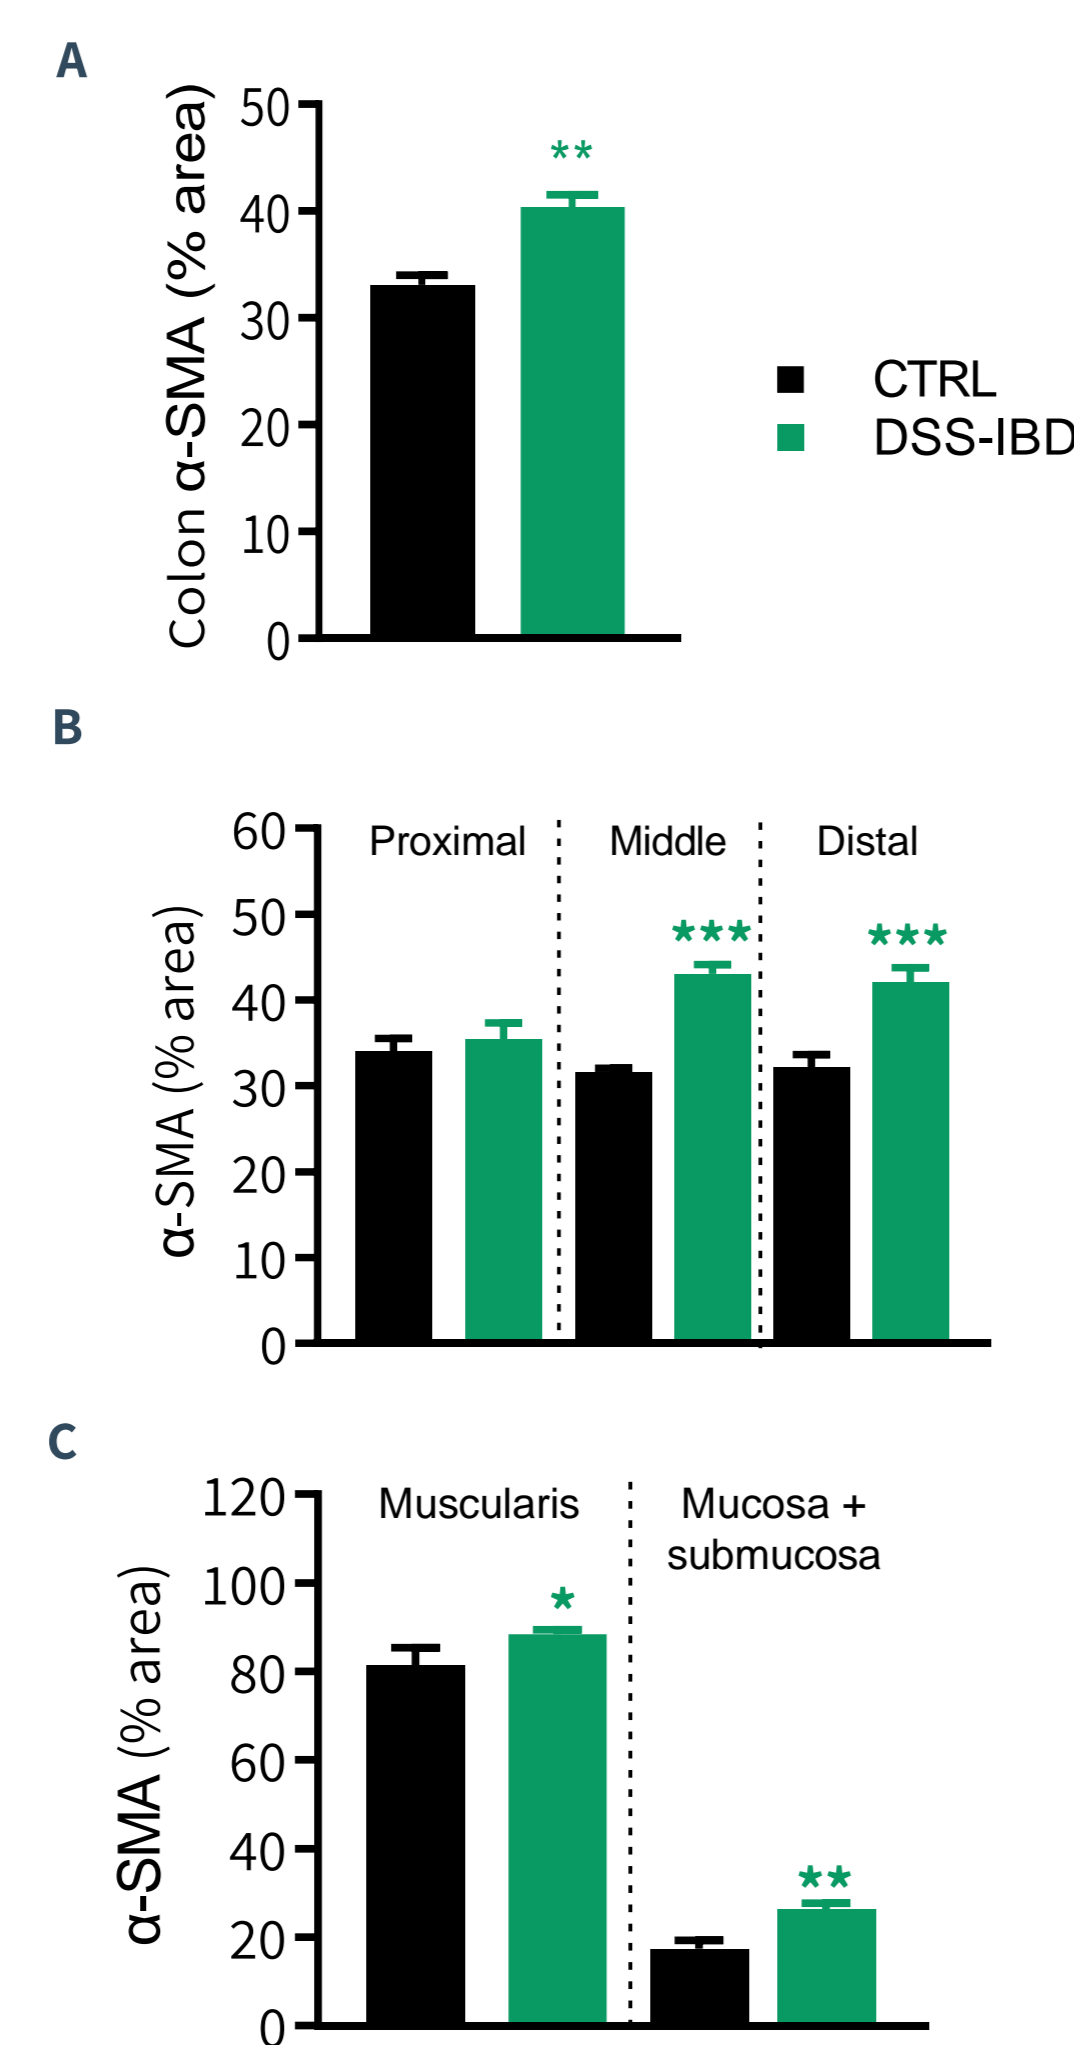 A
Colon α-SMA (% area)
50
40
30
20
10
0
**
CTRL
DSS-IBD
B
α-SMA (% area)
60
50
40
30
20
10
0
Proximal
Middle
Distal
***
***
C
α-SMA (% area)
120
100
80
60
40
20
0
Muscularis
Mucosa +
submucosa
*
**